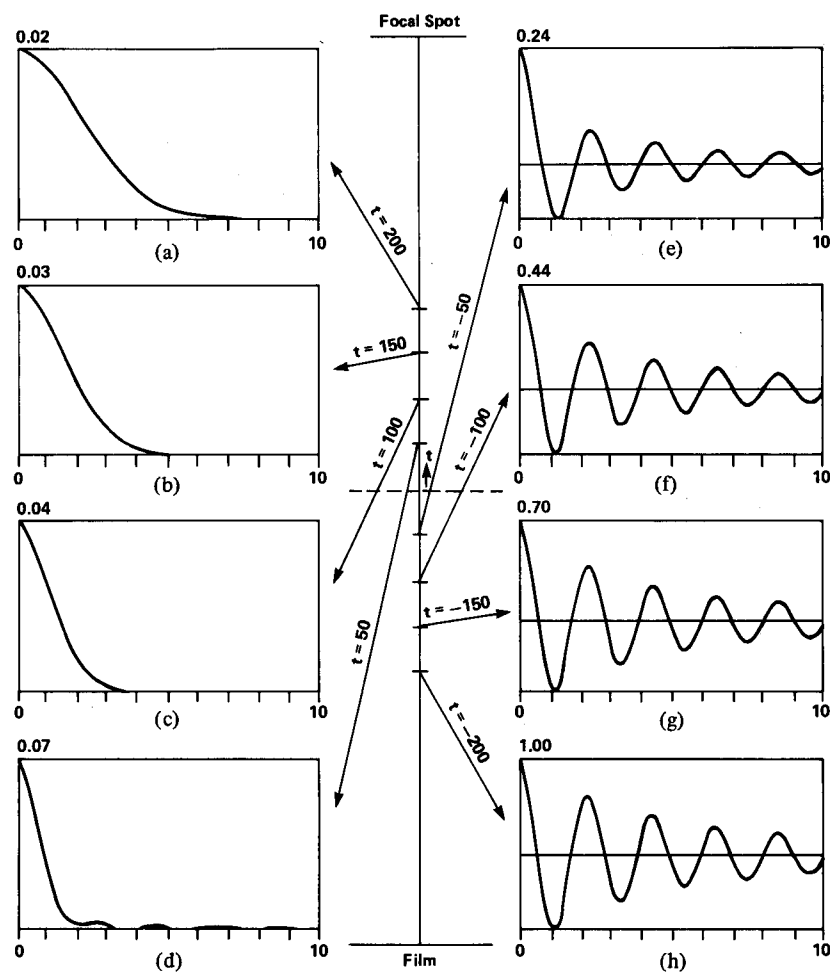 Focal Spot
0.02
0 10
(a)
t = 200
0.03
0 10
(b)
t = 150
0.04
0 10
(c)
t = 100
0.07
0 10
(d)
t = 50
t
0.24
0 10
(e)
t = −50
0.44
0 10
(f)
t = −100
0.70
0 10
(g)
t = −150
1.00
0 10
(h)
t = −200
Film